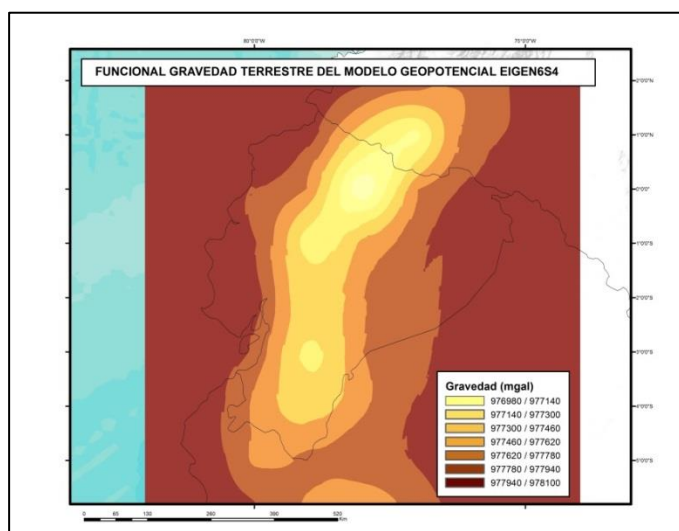 80°0'0"W
75°0'0"W
FUNCIONAL GRAVEDAD TERRESTRE DEL MODELO GEOPOTENCIAL EIGEN6S4
2°0'0"N
1°0'0"N
0°0'0"
1°0'0"S
2°0'0"S
3°0'0"S
4°0'0"S
5°0'0"S
Gravedad (mgal)
976980 / 977140
977140 / 977300
977300 / 977460
977460 / 977620
977620 / 977780
977780 / 977940
977940 / 978100
0 65 130 260 390 520
Km